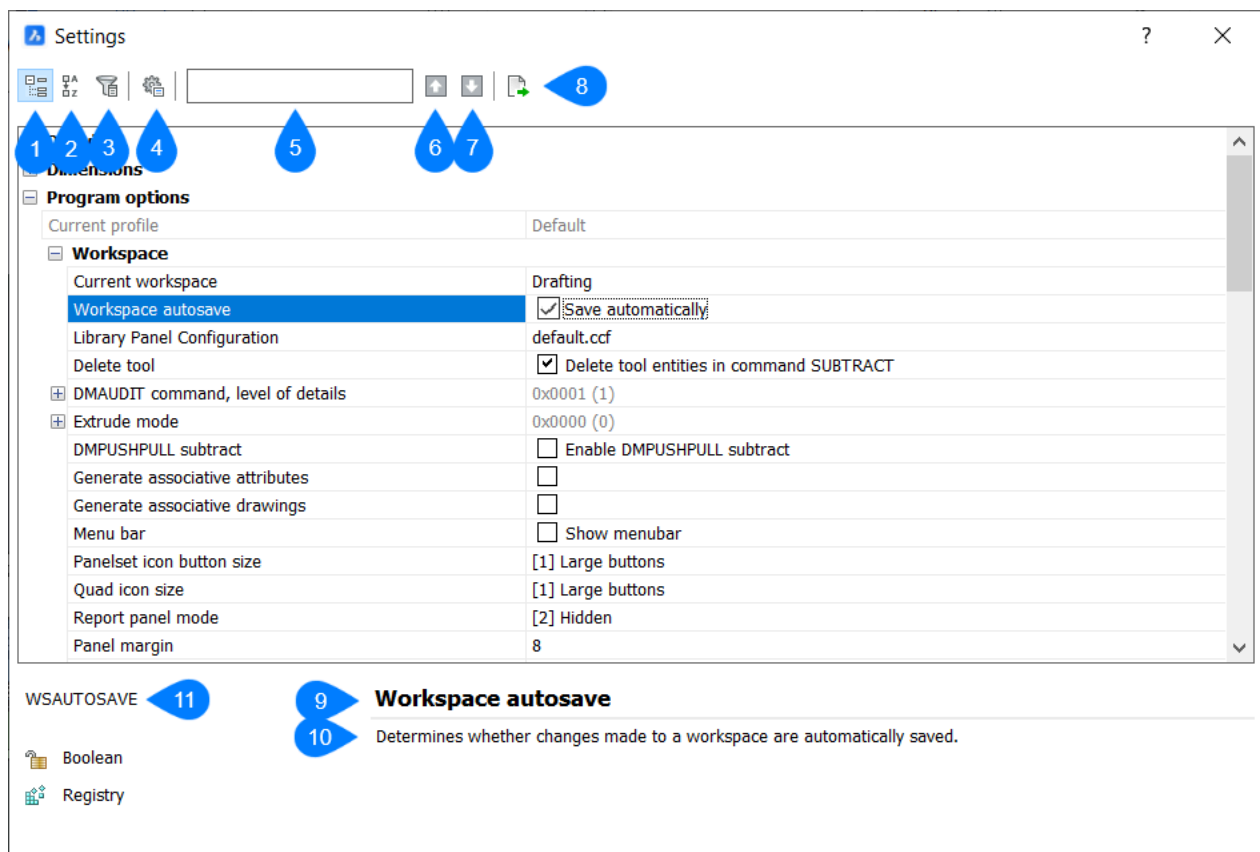 Settings ?
8
1 2 3 4 5 6 7
Dimensions
Program options
Current profile Default
Workspace
Current workspace Drafting
Workspace autosave Save automatically
Library Panel Configuration default.ccf
Delete tool Delete tool entities in command SUBTRACT
DMAUDIT command, level of details 0x0001 (1)
Extrude mode 0x0000 (0)
DMPUSHPULL subtract Enable DMPUSHPULL subtract
Generate associative attributes
Generate associative drawings
Menu bar Show menubar
Panelset icon button size [1] Large buttons
Quad icon size [1] Large buttons
Report panel mode [2] Hidden
Panel margin 8
WSAUTOSAVE 11 9 Workspace autosave
10 Determines whether changes made to a workspace are automatically saved.
Boolean
Registry